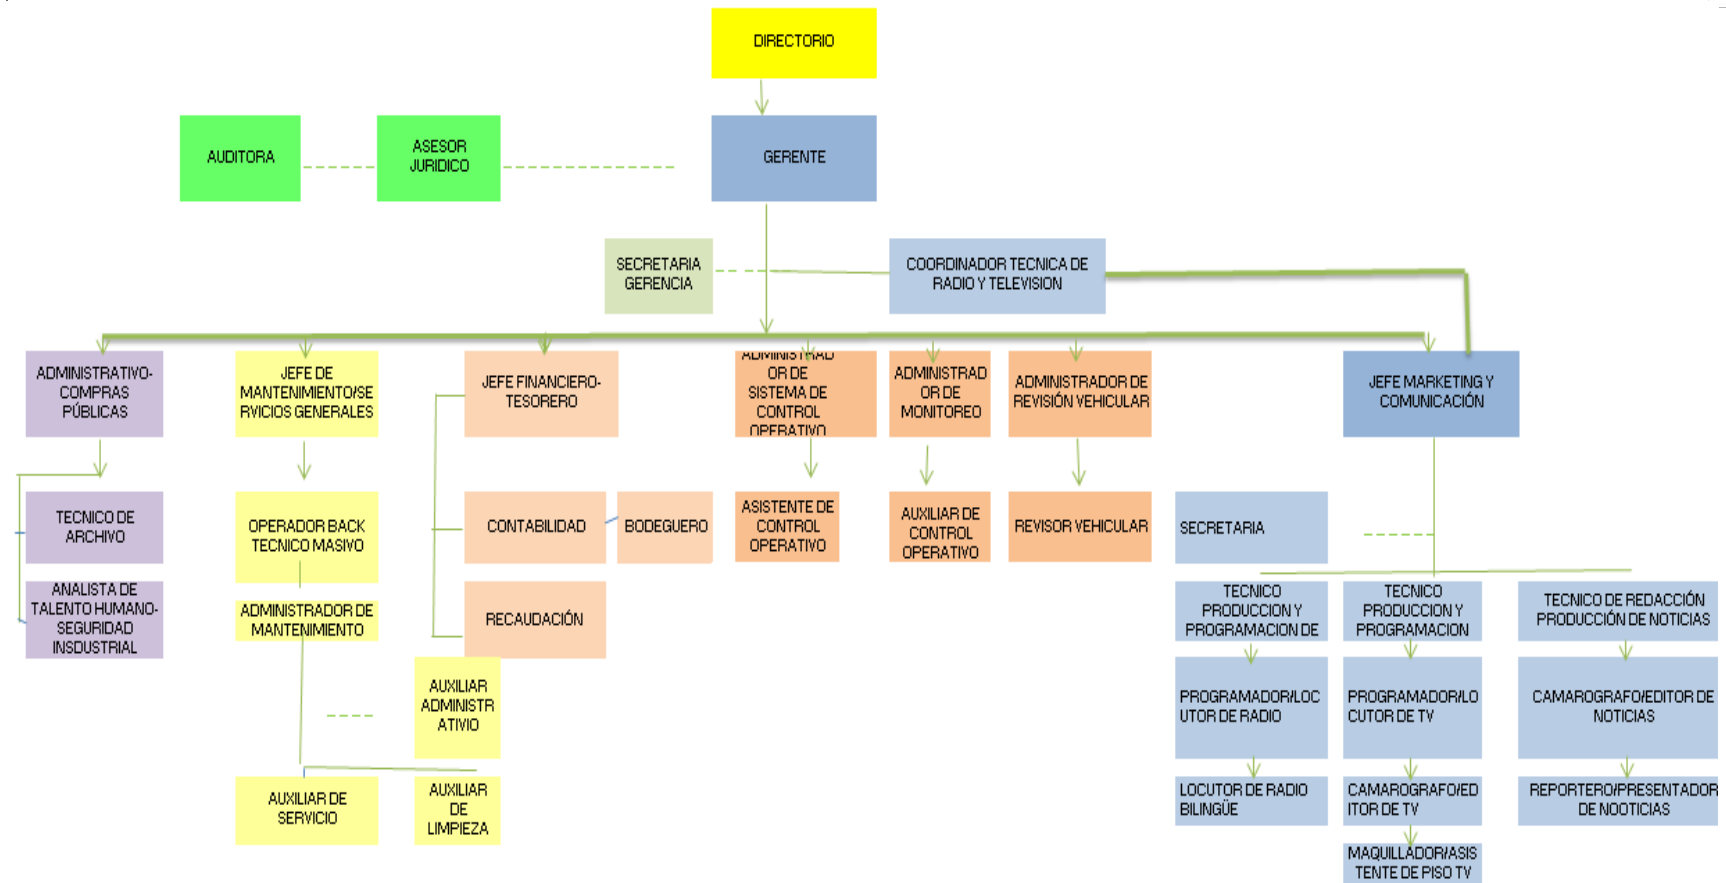 DIRECTORIO
AUDITORA
ASESOR
JURIDICO
GERENTE
SECRETARIA
GERENCIA
COORDINADOR TECNICA DE
RADIO Y TELEVISION
ADMINISTRATIVO-
COMPRAS
PÚBLICAS
JEFE DE
MANTENIMIENTO/SE
RVICIOS GENERALES
JEFE FINANCIERO-
TESORERO
ADMINISTRAD
OR DE
SISTEMA DE
CONTROL
OPERATIVO
ADMINISTRAD
OR DE
MONITOREO
ADMINISTRADOR DE
REVISIÓN VEHICULAR
JEFE MARKETING Y
COMUNICACIÓN
TECNICO DE
ARCHIVO
OPERADOR BACK
TECNICO MASIVO
CONTABILIDAD
BODEGUERO
ASISTENTE DE
CONTROL
OPERATIVO
AUXILIAR DE
CONTROL
OPERATIVO
REVISOR VEHICULAR
SECRETARIA
ANALISTA DE
TALENTO HUMANO-
SEGURIDAD
INSDUSTRIAL
ADMINISTRADOR DE
MANTENIMIENTO
RECAUDACIÓN
TECNICO
PRODUCCION Y
PROGRAMACION DE
TECNICO
PRODUCCION Y
PROGRAMACION
TECNICO DE REDACCIÓN
PRODUCCIÓN DE NOTICIAS
AUXILIAR
ADMINISTR
ATIVIO
PROGRAMADOR/LOC
UTOR DE RADIO
PROGRAMADOR/LO
CUTOR DE TV
CAMAROGRAFO/EDITOR DE
NOTICIAS
AUXILIAR DE
SERVICIO
AUXILIAR
DE
LIMPIEZA
LOCUTOR DE RADIO
BILINGÜE
CAMAROGRAFO/ED
ITOR DE TV
REPORTERO/PRESENTADOR
DE NOOTICIAS
MAQUILLADOR/ASIS
TENTE DE PISO TV